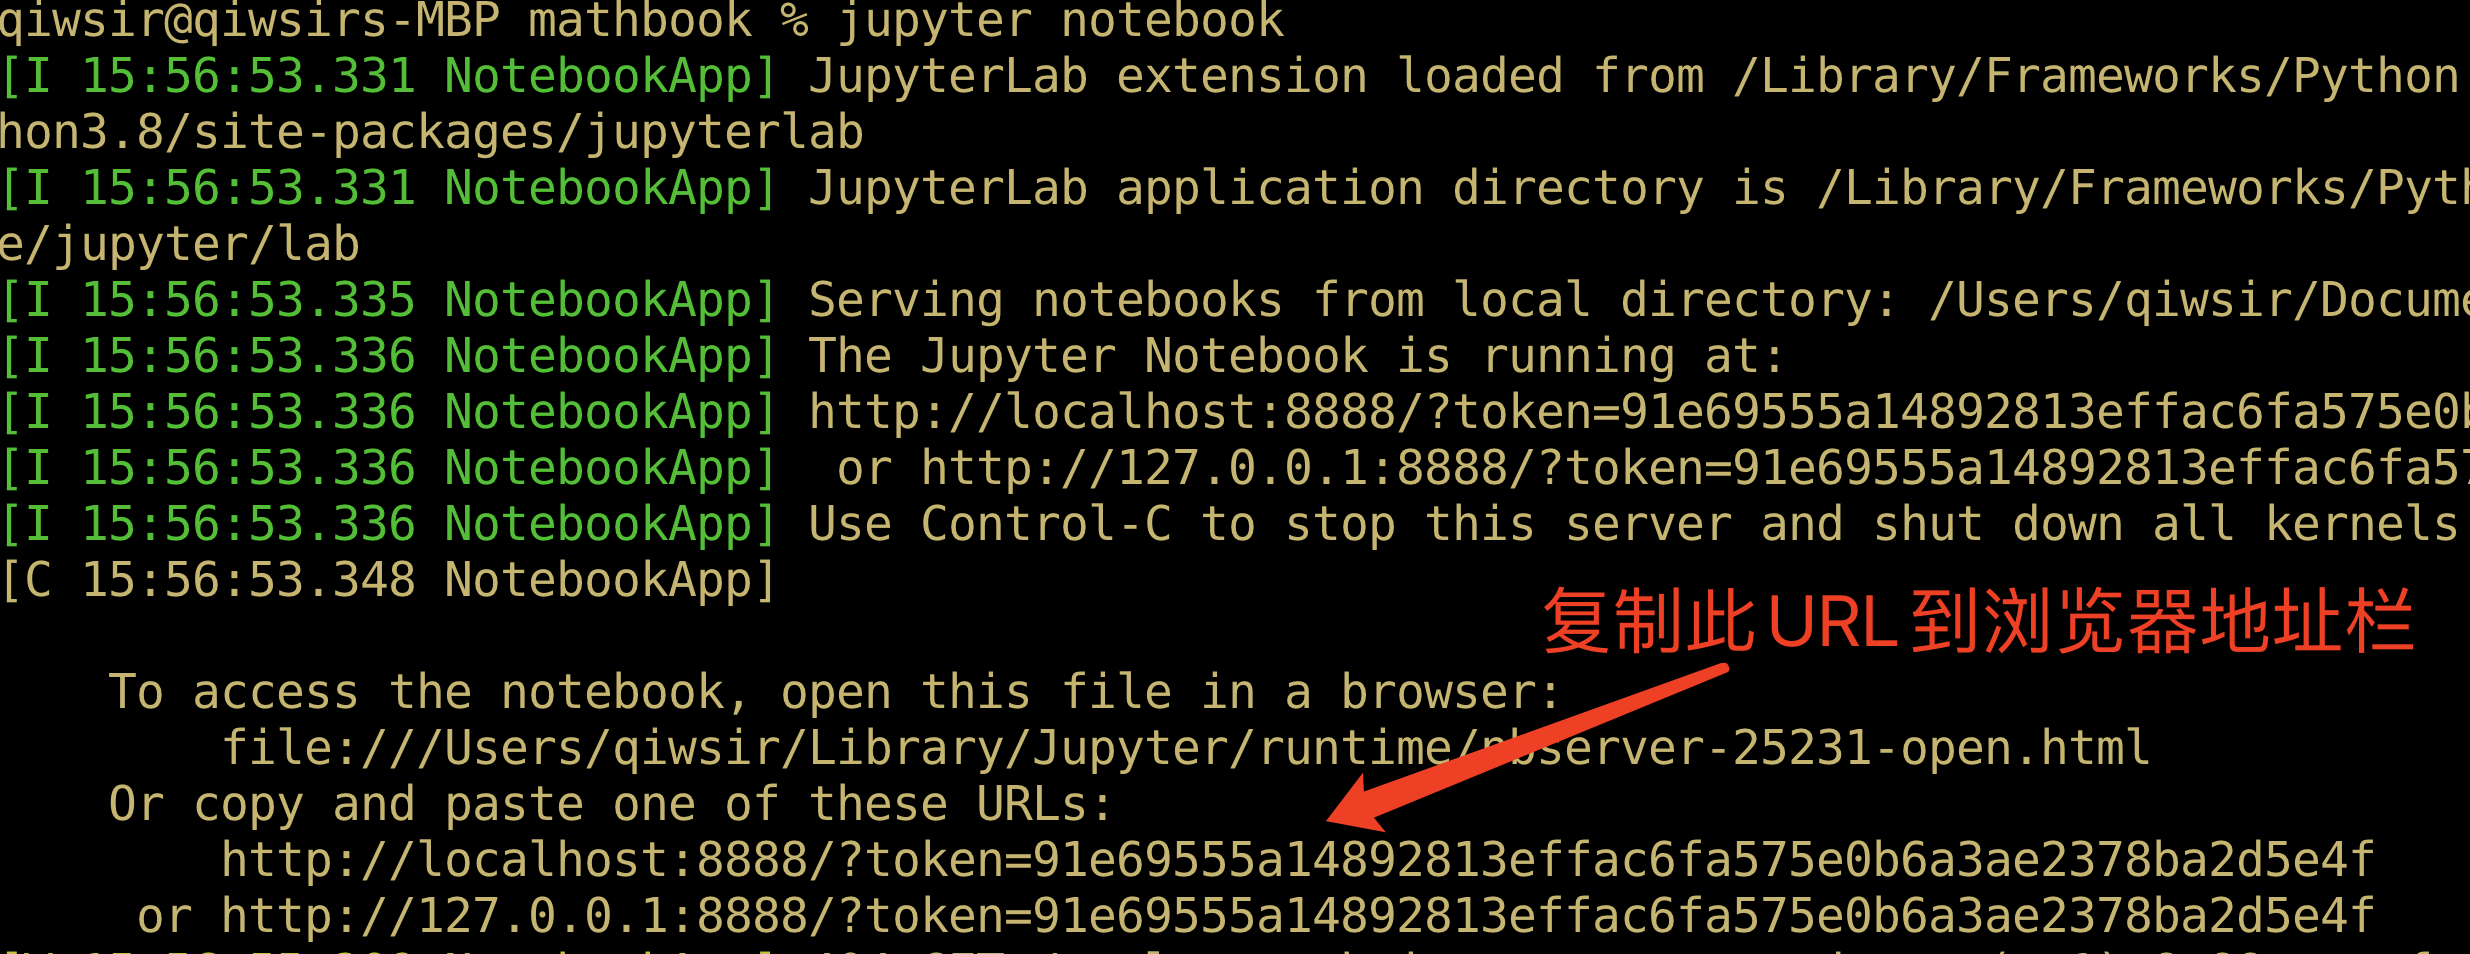 qiwsir@qiwsirs-MBP mathbook % jupyter notebook
[I 15:56:53.331 NotebookApp] JupyterLab extension loaded from /Library/Frameworks/Python
hon3.8/site-packages/jupyterlab
[I 15:56:53.331 NotebookApp] JupyterLab application directory is /Library/Frameworks/Pyth
e/jupyter/lab
[I 15:56:53.335 NotebookApp] Serving notebooks from local directory: /Users/qiwsir/Docume
[I 15:56:53.336 NotebookApp] The Jupyter Notebook is running at:
[I 15:56:53.336 NotebookApp] http://localhost:8888/?token=91e69555a14892813effac6fa575e0b
[I 15:56:53.336 NotebookApp]  or http://127.0.0.1:8888/?token=91e69555a14892813effac6fa57
[I 15:56:53.336 NotebookApp] Use Control-C to stop this server and shut down all kernels
[C 15:56:53.348 NotebookApp]
复制此URL到浏览器地址栏
To access the notebook, open this file in a browser:
file:///Users/qiwsir/Library/Jupyter/runtime/nbserver-25231-open.html
Or copy and paste one of these URLs:
http://localhost:8888/?token=91e69555a14892813effac6fa575e0b6a3ae2378ba2d5e4f
or http://127.0.0.1:8888/?token=91e69555a14892813effac6fa575e0b6a3ae2378ba2d5e4f